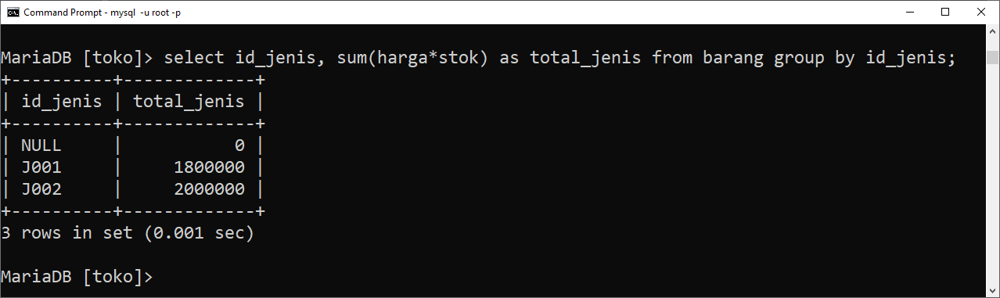 Command Prompt - mysql -u root -p
MariaDB [toko]> select id_jenis, sum(harga*stok) as total_jenis from barang group by id_jenis;
+----------+-------------+
| id_jenis | total_jenis |
+----------+-------------+
| NULL     |           0 |
| J001     |     1800000 |
| J002     |     2000000 |
+----------+-------------+
3 rows in set (0.001 sec)
MariaDB [toko]>